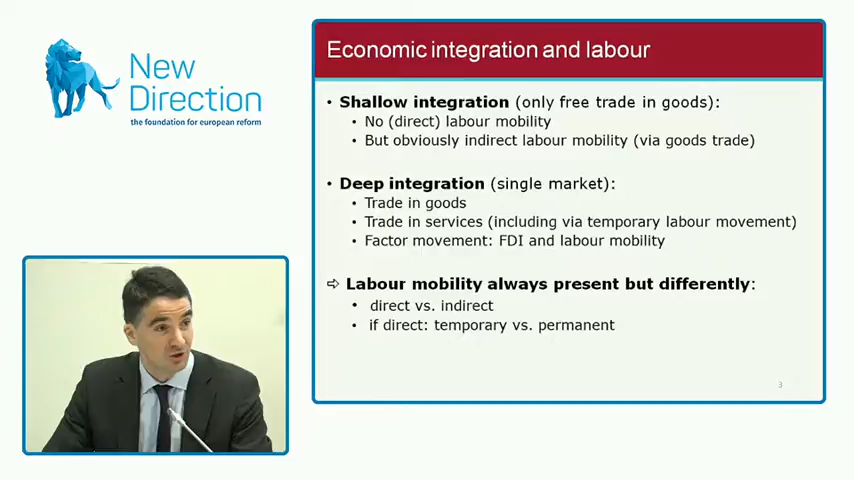 New
Direction
the foundation for european reform
Economic integration and labour
• Shallow integration (only free trade in goods):
• No (direct) labour mobility
• But obviously indirect labour mobility (via goods trade)
• Deep integration (single market):
• Trade in goods
• Trade in services (including via temporary labour movement)
• Factor movement: FDI and labour mobility
⇨ Labour mobility always present but differently:
• direct vs. indirect
• if direct: temporary vs. permanent
3